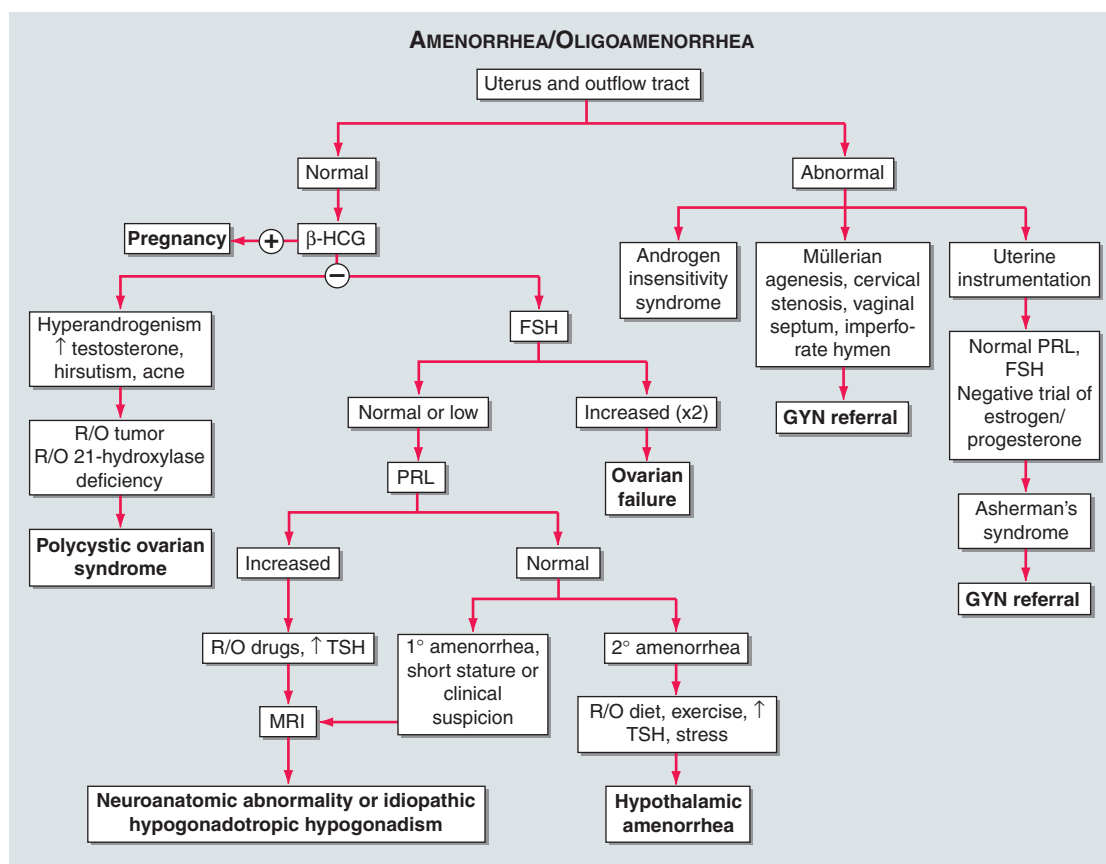 AMENORRHEA/OLIGOAMENORRHEA
Uterus and outflow tract
Normal
Abnormal
Pregnancy
+
β-HCG
−
Androgen
insensitivity
syndrome
Müllerian
agenesis, cervical
stenosis, vaginal
septum, imperfo-
rate hymen
Uterine
instrumentation
Hyperandrogenism
↑ testosterone,
hirsutism, acne
FSH
Normal PRL,
FSH
Negative trial of
estrogen/
progesterone
Normal or low
Increased (x2)
GYN referral
R/O tumor
R/O 21-hydroxylase
deficiency
PRL
Ovarian
failure
Asherman's
syndrome
Polycystic ovarian
syndrome
Increased
Normal
GYN referral
R/O drugs, ↑ TSH
1° amenorrhea,
short stature or
clinical
suspicion
2° amenorrhea
MRI
R/O diet, exercise, ↑
TSH, stress
Neuroanatomic abnormality or idiopathic
hypogonadotropic hypogonadism
Hypothalamic
amenorrhea